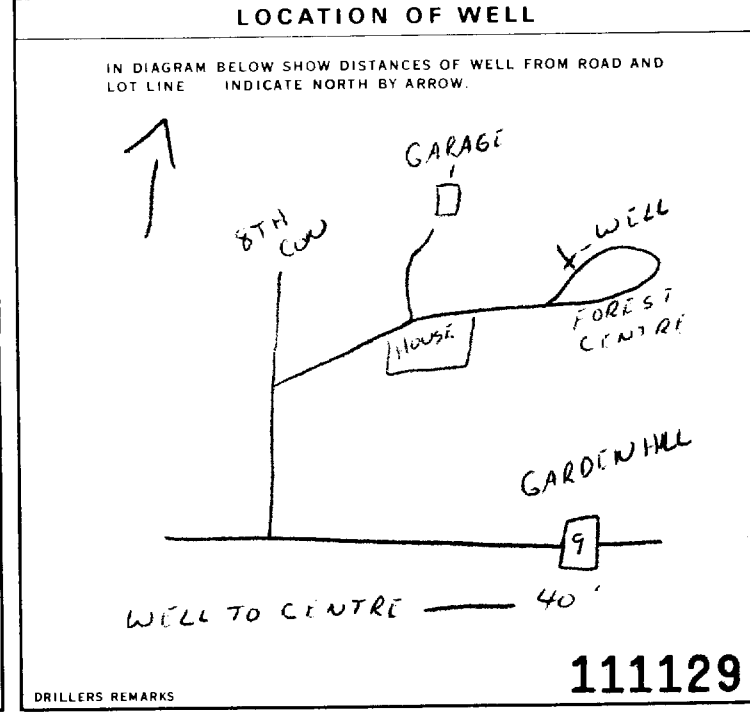 LOCATION OF WELL
IN DIAGRAM BELOW SHOW DISTANCES OF WELL FROM ROAD AND
LOT LINE INDICATE NORTH BY ARROW.
GARAGE
8TH
CON
WELL
HOUSE
FOREST
CENTRE
GARDENHILL
9
WELL TO CENTRE —— 40'
111129
DRILLERS REMARKS